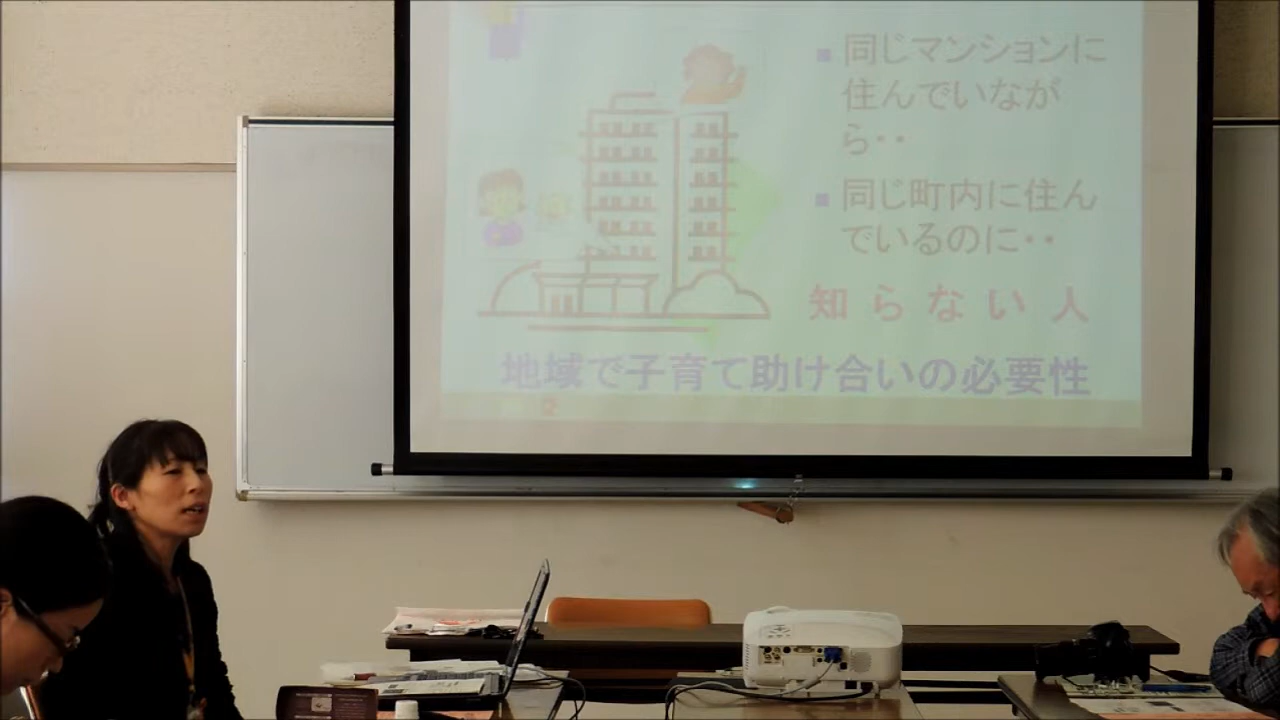 同じマンションに
住んでいなが
ら・・
同じ町内に住ん
でいるのに・・
知らない人
地域で子育て助け合いの必要性